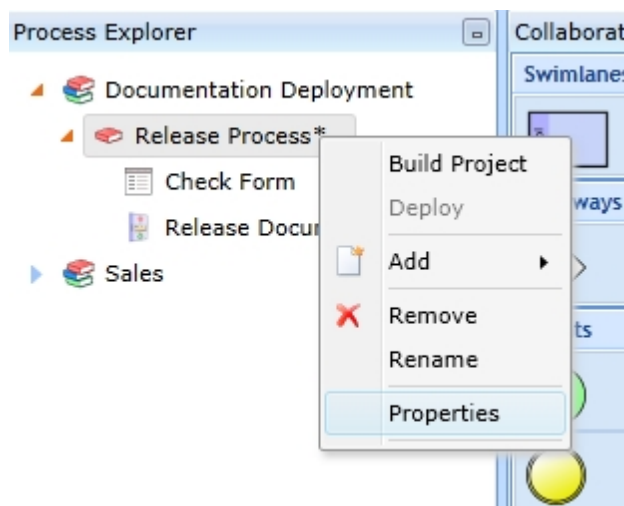 Process Explorer
Collaborat
Swimlanes
Documentation Deployment
Release Process*
Build Project
Check Form
Deploy
ways
Release Docu
Add
Sales
Remove
ts
Rename
Properties